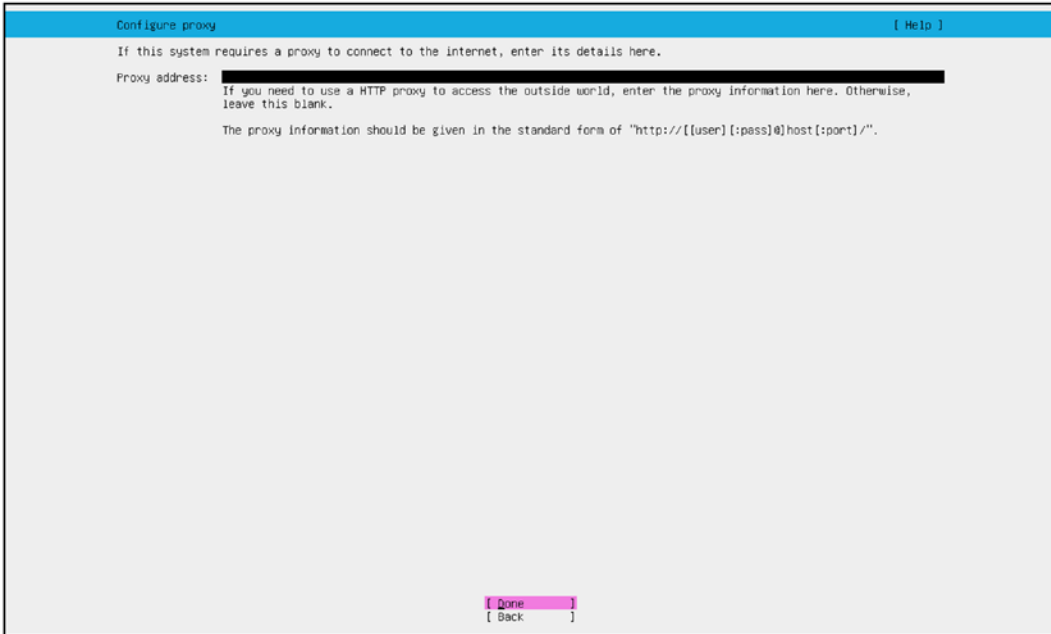 Configure proxy [ Help ]
If this system requires a proxy to connect to the internet, enter its details here.
Proxy address:
If you need to use a HTTP proxy to access the outside world, enter the proxy information here. Otherwise,
leave this blank.
The proxy information should be given in the standard form of "http://[[user][:pass]@]host[:port]/".
[ Done ]
[ Back ]